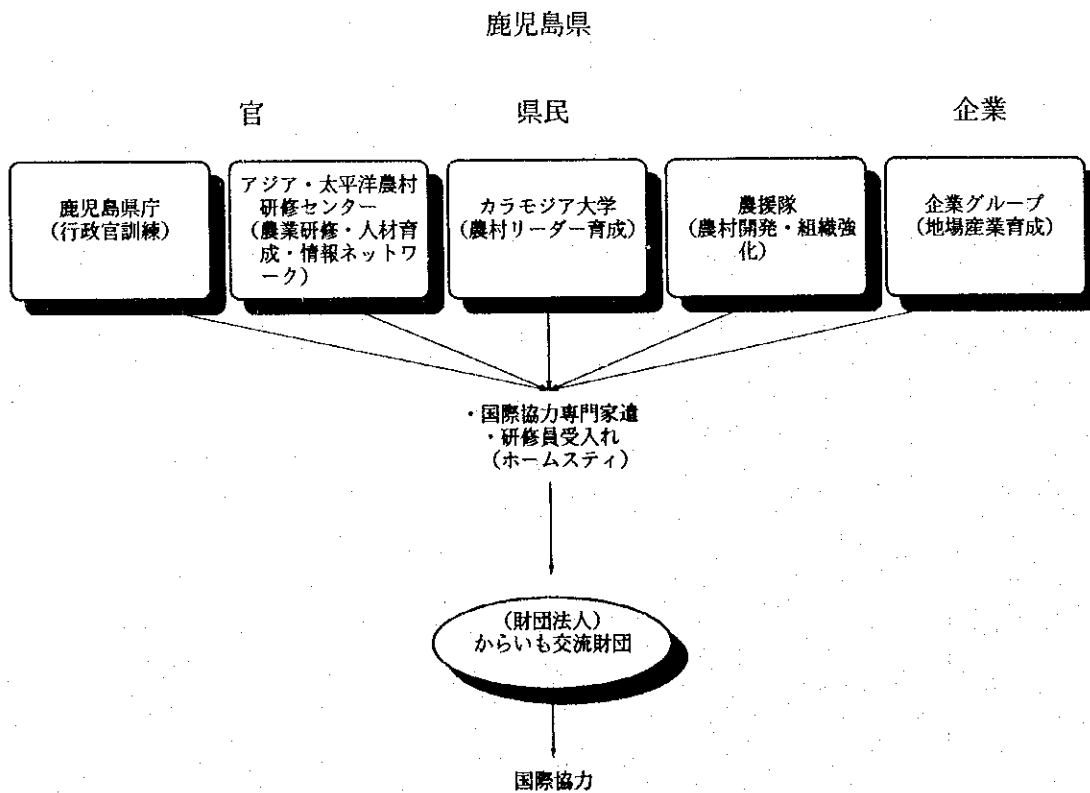 鹿児島県
官
県民
企業
鹿児島県庁
(行政官訓練)
アジア・太平洋農村
研修センター
(農業研修・人材育
成・情報ネットワ
ーク)
カラモジア大学
(農村リーダー育成)
農援隊
(農村開発・組織強
化)
企業グループ
(地場産業育成)
・国際協力専門家遣
・研修員受入れ
(ホームスティ)
(財団法人)
からいも交流財団
国際協力